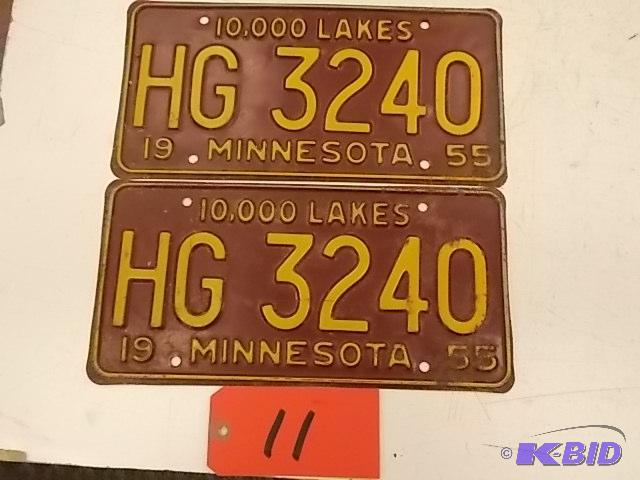 10,000 LAKES
HG 3240
19 MINNESOTA 55
10,000 LAKES
HG 3240
19 MINNESOTA 55
11
© K-BID